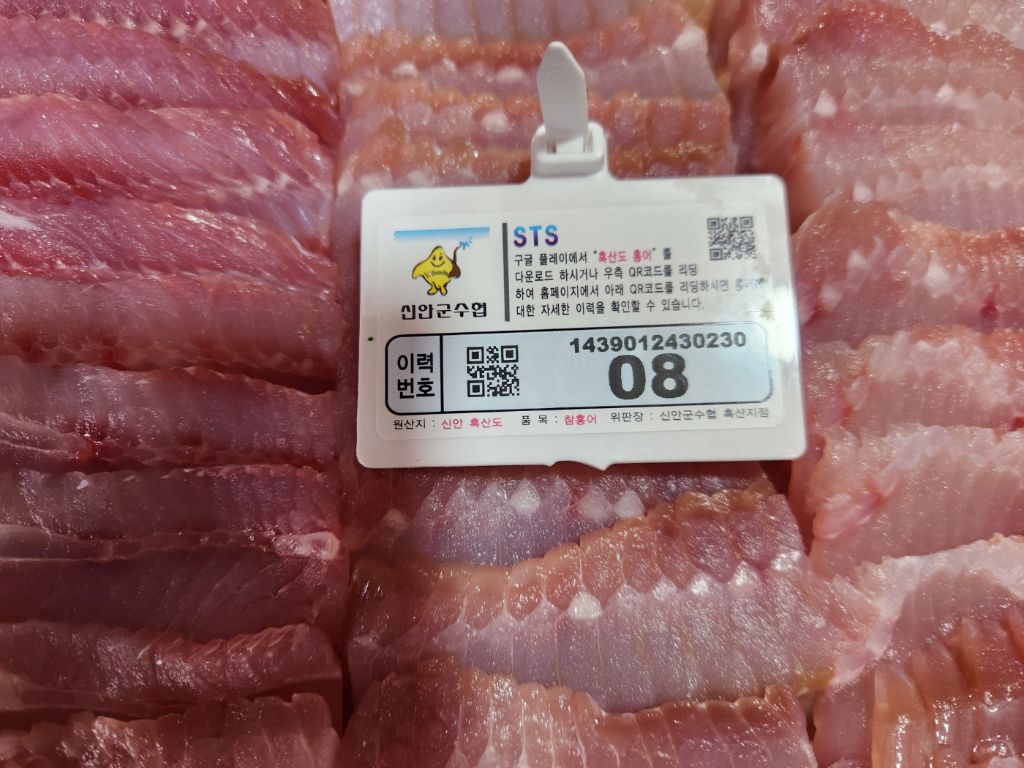 STS
구글 플레이에서 "흑산도 홍어" 를
다운로드 하시거나 우측 QR코드를 리딩
하여 홈페이지에서 아래 QR코드를 리딩하시면 홍어에
대한 자세한 이력을 확인할 수 있습니다.
신안군수협
이력
번호
1439012430230
08
원산지 : 신안 흑산도 품 목 : 참홍어 위판장 : 신안군수협 흑산지점